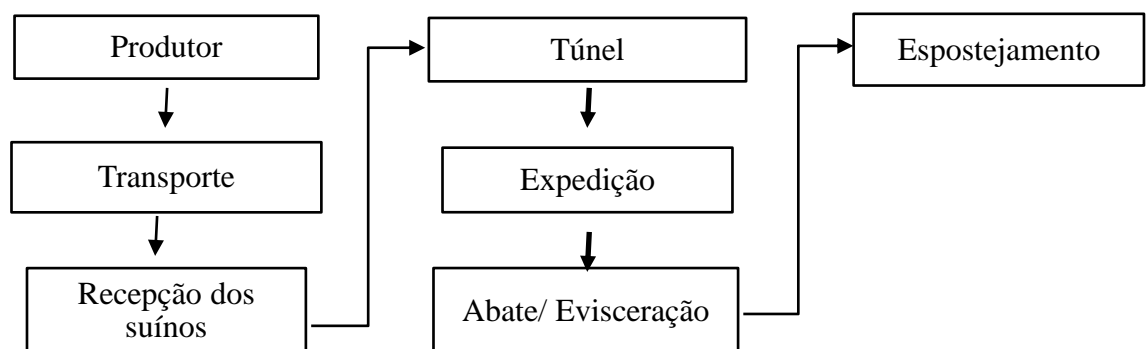 Produtor
Transporte
Recepção dos
suínos
Túnel
Expedição
Abate/ Evisceração
Espostejamento